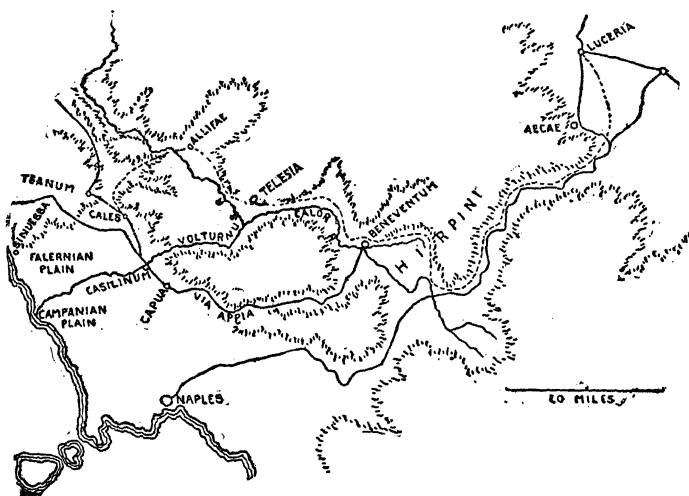 LUCERIA
AECAE
ALLIFAE
TELESIA
TEANUM
SINUESSA
CALES
CALOR
BENEVENTUM
HIRPINI
VOLTURNUS
FALERNIAN
PLAIN
CASILINUM
CAPUA
VIA APPIA
CAMPANIAN
PLAIN
NAPLES
20 MILES